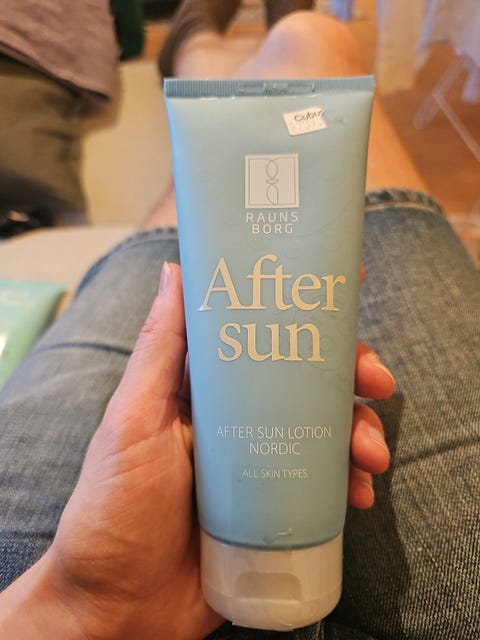 RAUNS
BORG
After
sun
AFTER SUN LOTION
NORDIC
ALL SKIN TYPES